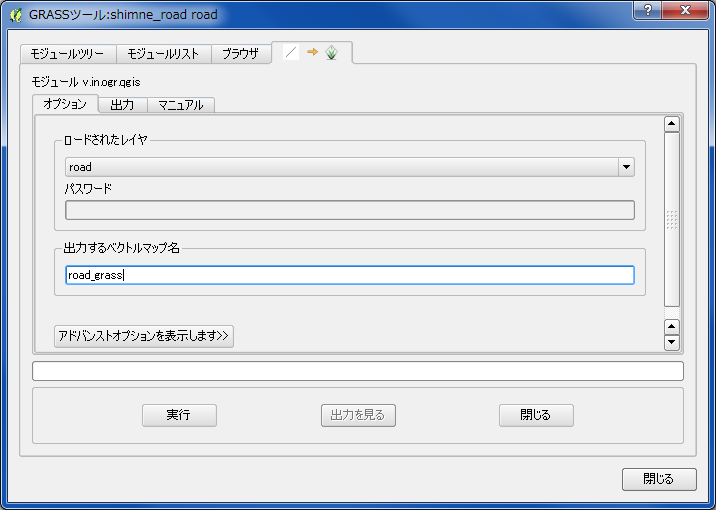 GRASSツール:shimne_road road
モジュールツリー
モジュールリスト
ブラウザ
モジュール v.in.ogr.qgis
オプション
出力
マニュアル
ロードされたレイヤ
road
パスワード
出力するベクトルマップ名
road_grass
アドバンストオプションを表示します>>
実行
出力を見る
閉じる
閉じる